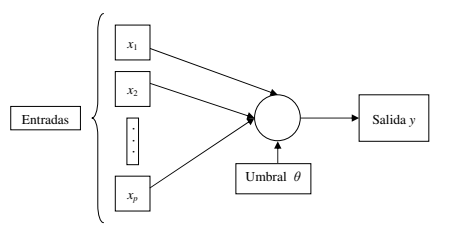 x1
x2
Entradas
Salida y
Umbral θ
xp